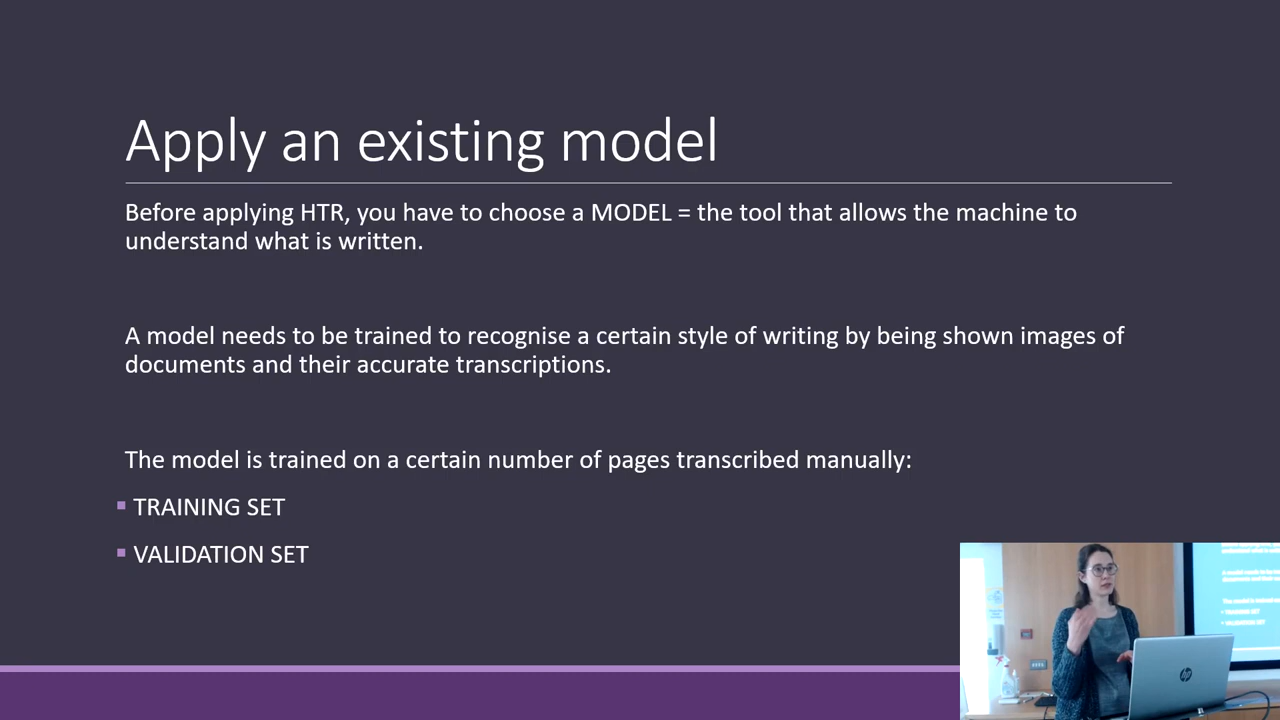 Apply an existing model
Before applying HTR, you have to choose a MODEL = the tool that allows the machine to
understand what is written.
A model needs to be trained to recognise a certain style of writing by being shown images of
documents and their accurate transcriptions.
The model is trained on a certain number of pages transcribed manually:
TRAINING SET
VALIDATION SET
hp